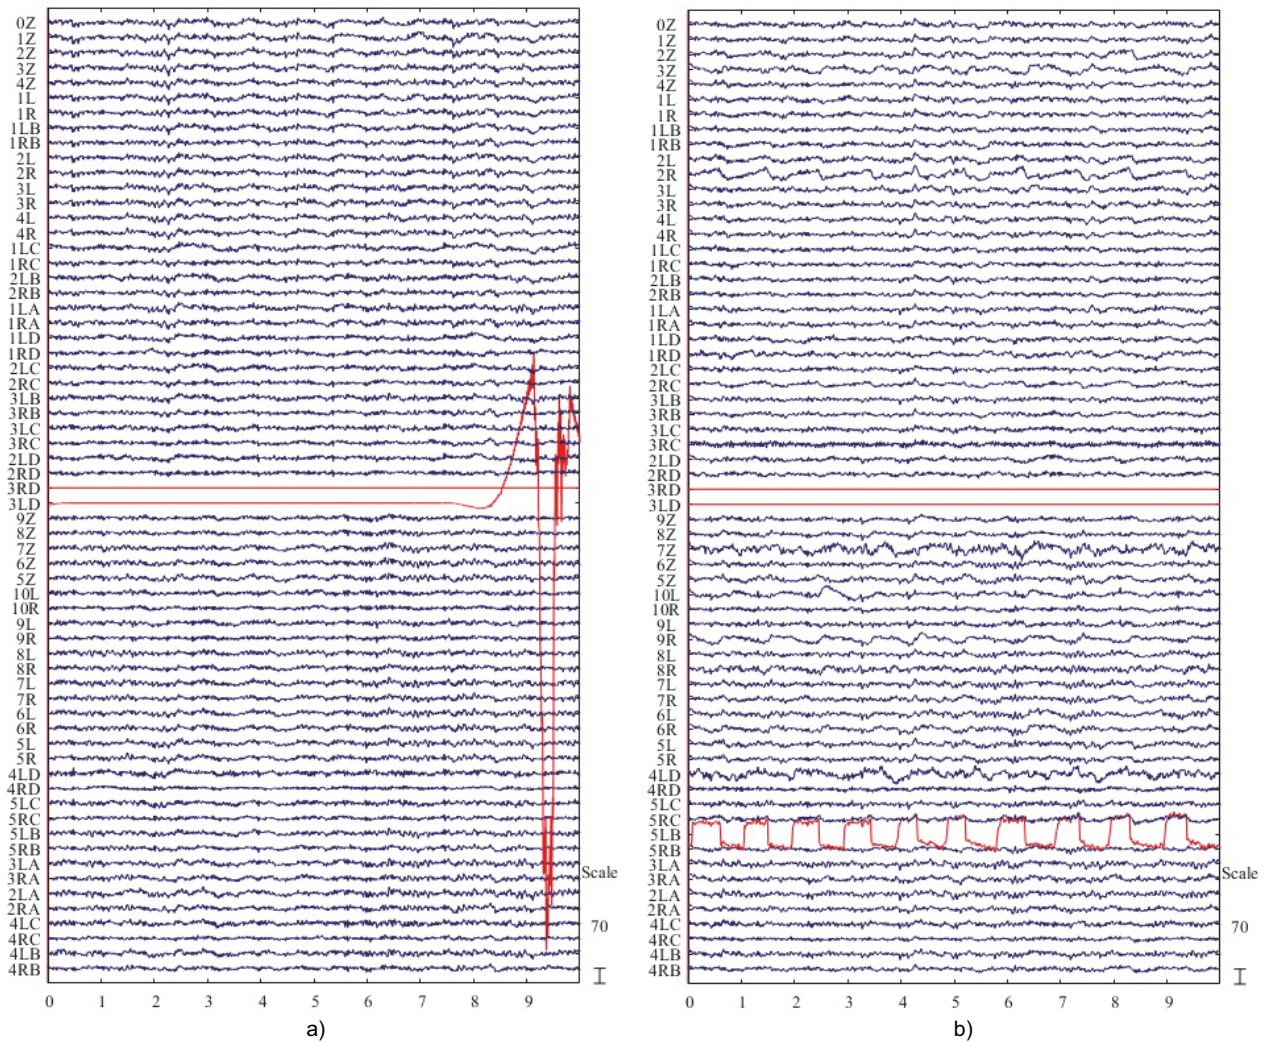 0Z
1Z
2Z
3Z
4Z
1L
1R
1LB
1RB
2L
2R
3L
3R
4L
4R
1LC
1RC
2LB
2RB
1LA
1RA
1LD
1RD
2LC
2RC
3LB
3RB
3LC
3RC
2LD
2RD
3RD
3LD
9Z
8Z
7Z
6Z
5Z
10L
10R
9L
9R
8L
8R
7L
7R
6L
6R
5L
5R
4LD
4RD
5LC
5RC
5LB
5RB
3LA
3RA
2LA
2RA
4LC
4RC
4LB
4RB
Scale
70
0 1 2 3 4 5 6 7 8 9
a)
0Z
1Z
2Z
3Z
4Z
1L
1R
1LB
1RB
2L
2R
3L
3R
4L
4R
1LC
1RC
2LB
2RB
1LA
1RA
1LD
1RD
2LC
2RC
3LB
3RB
3LC
3RC
2LD
2RD
3RD
3LD
9Z
8Z
7Z
6Z
5Z
10L
10R
9L
9R
8L
8R
7L
7R
6L
6R
5L
5R
4LD
4RD
5LC
5RC
5LB
5RB
3LA
3RA
2LA
2RA
4LC
4RC
4LB
4RB
Scale
70
0 1 2 3 4 5 6 7 8 9
b)